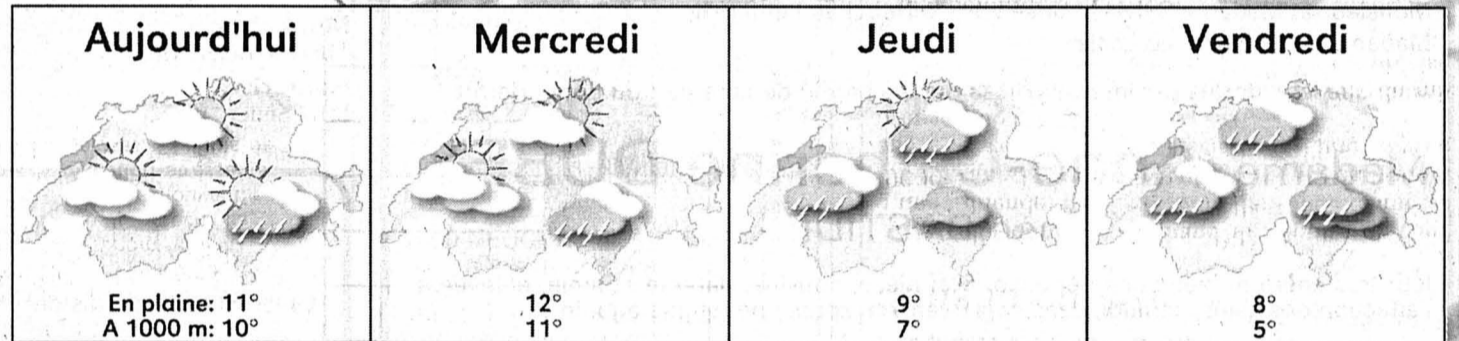 Aujourd'hui
En plaine: 11°
A 1000 m: 10°
Mercredi
12°
11°
Jeudi
9°
7°
Vendredi
8°
5°